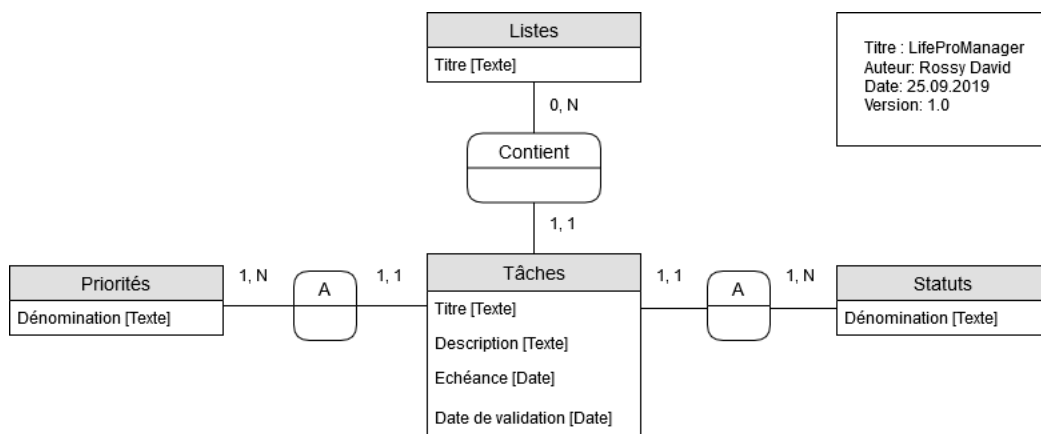 Listes
Titre [Texte]
Titre : LifeProManager
Auteur: Rossy David
Date: 25.09.2019
Version: 1.0
0, N
Contient
1, 1
Priorités
Dénomination [Texte]
1, N
A
1, 1
Tâches
Titre [Texte]
Description [Texte]
Echéance [Date]
Date de validation [Date]
1, 1
A
1, N
Statuts
Dénomination [Texte]